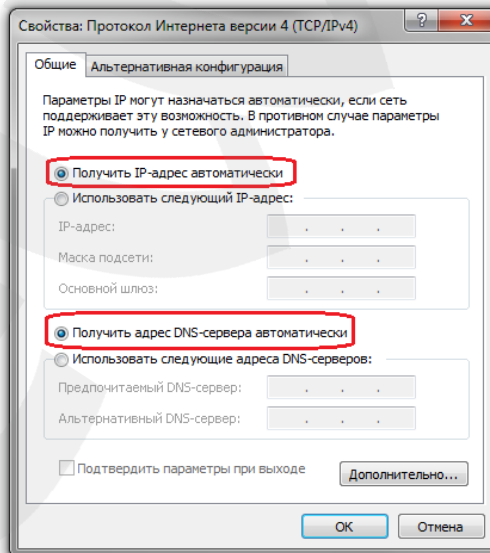 Свойства: Протокол Интернета версии 4 (TCP/IPv4)
Общие
Альтернативная конфигурация
Параметры IP могут назначаться автоматически, если сеть
поддерживает эту возможность. В противном случае параметры
IP можно получить у сетевого администратора.
Получить IP-адрес автоматически
Использовать следующий IP-адрес:
IP-адрес:
Маска подсети:
Основной шлюз:
Получить адрес DNS-сервера автоматически
Использовать следующие адреса DNS-серверов:
Предпочитаемый DNS-сервер:
Альтернативный DNS-сервер:
Подтвердить параметры при выходе
Дополнительно...
ОК
Отмена